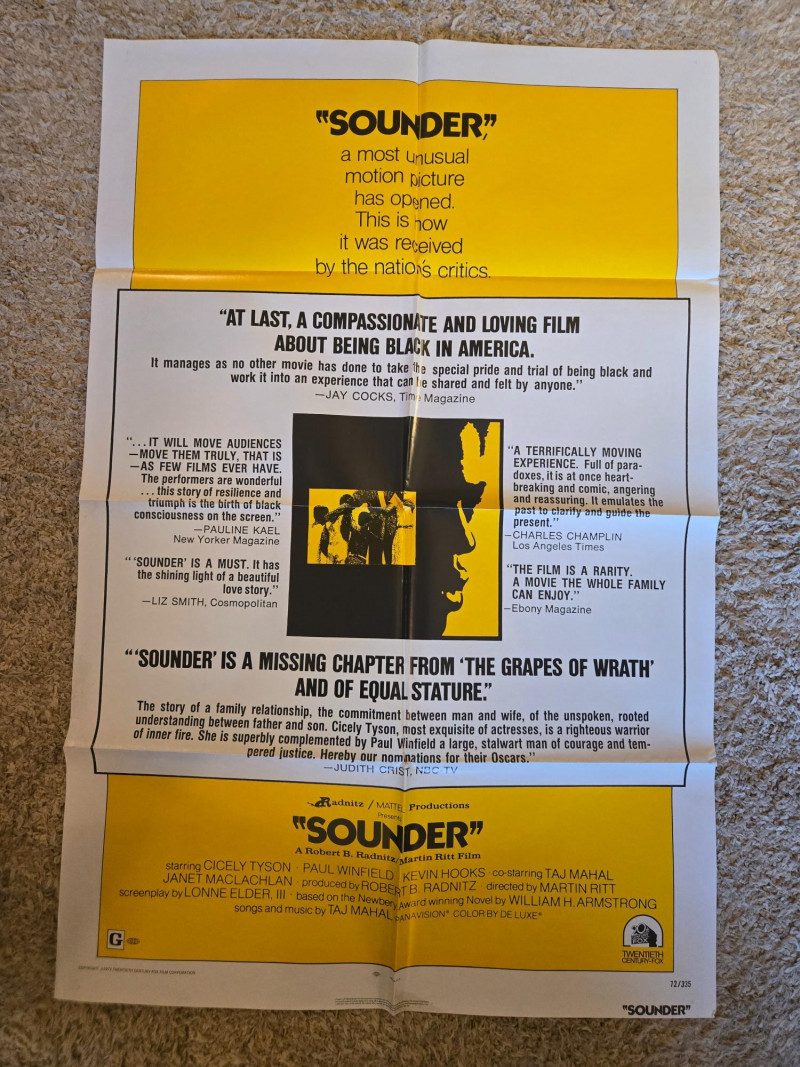 "SOUNDER",
a most unusual
motion picture
has opened.
This is how
it was received
by the nation's critics.
"AT LAST, A COMPASSIONATE AND LOVING FILM
ABOUT BEING BLACK IN AMERICA.
It manages as no other movie has done to take the special pride and trial of being black and
work it into an experience that can be shared and felt by anyone."
—JAY COCKS, Time Magazine
"...IT WILL MOVE AUDIENCES
—MOVE THEM TRULY, THAT IS
—AS FEW FILMS EVER HAVE.
The performers are wonderful
...this story of resilience and
triumph is the birth of black
consciousness on the screen."
—PAULINE KAEL
New Yorker Magazine
"'SOUNDER' IS A MUST. It has
the shining light of a beautiful
love story."
—LIZ SMITH, Cosmopolitan
"A TERRIFICALLY MOVING
EXPERIENCE. Full of para-
doxes, it is at once heart-
breaking and comic, angering
and reassuring. It emulates the
past to clarify and guide the
present."
—CHARLES CHAMPLIN
Los Angeles Times
"THE FILM IS A RARITY.
A MOVIE THE WHOLE FAMILY
CAN ENJOY."
—Ebony Magazine
"'SOUNDER' IS A MISSING CHAPTER FROM 'THE GRAPES OF WRATH'
AND OF EQUAL STATURE."
The story of a family relationship, the commitment between man and wife, of the unspoken, rooted
understanding between father and son. Cicely Tyson, most exquisite of actresses, is a righteous warrior
of inner fire. She is superbly complemented by Paul Winfield a large, stalwart man of courage and tem-
pered justice. Hereby our nominations for their Oscars."
—JUDITH CRIST, NBC TV
Radnitz / MATTEL Productions
Presents
"SOUNDER"
A Robert B. Radnitz/Martin Ritt Film
starring CICELY TYSON · PAUL WINFIELD · KEVIN HOOKS · co-starring TAJ MAHAL
JANET MACLACHLAN · produced by ROBERT B. RADNITZ · directed by MARTIN RITT
screenplay by LONNE ELDER, III · based on the Newbery Award winning Novel by WILLIAM H. ARMSTRONG
songs and music by TAJ MAHAL PANAVISION® COLOR BY DE LUXE®
G
TWENTIETH
CENTURY-FOX
72/335
"SOUNDER"